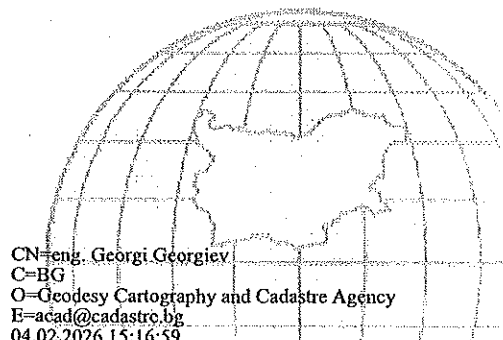 CN=eng. Georgi Georgiev
C=BG
O=Geodesy Cartography and Cadastre Agency
E=acad@cadastre.bg
04.02.2026 15:16:59